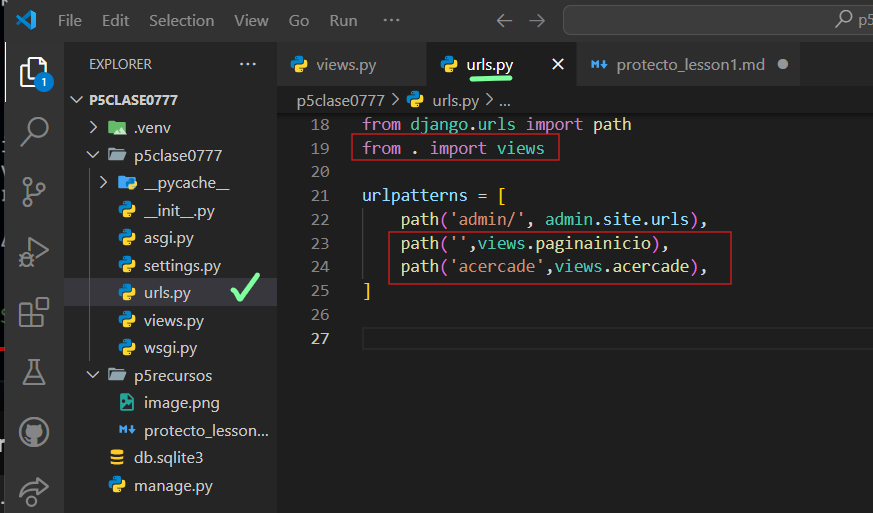 File Edit Selection View Go Run ··· p5
EXPLORER ···
1
P5CLASE0777
.venv
p5clase0777
__pycache__
__init__.py
asgi.py
settings.py
urls.py
views.py
wsgi.py
p5recursos
image.png
protecto_lesson...
db.sqlite3
manage.py
views.py urls.py protecto_lesson1.md
p5clase0777 > urls.py > ...
18 from django.urls import path
19 from . import views
20
21 urlpatterns = [
22 path('admin/', admin.site.urls),
23 path('',views.paginainicio),
24 path('acercade',views.acercade),
25 ]
26
27